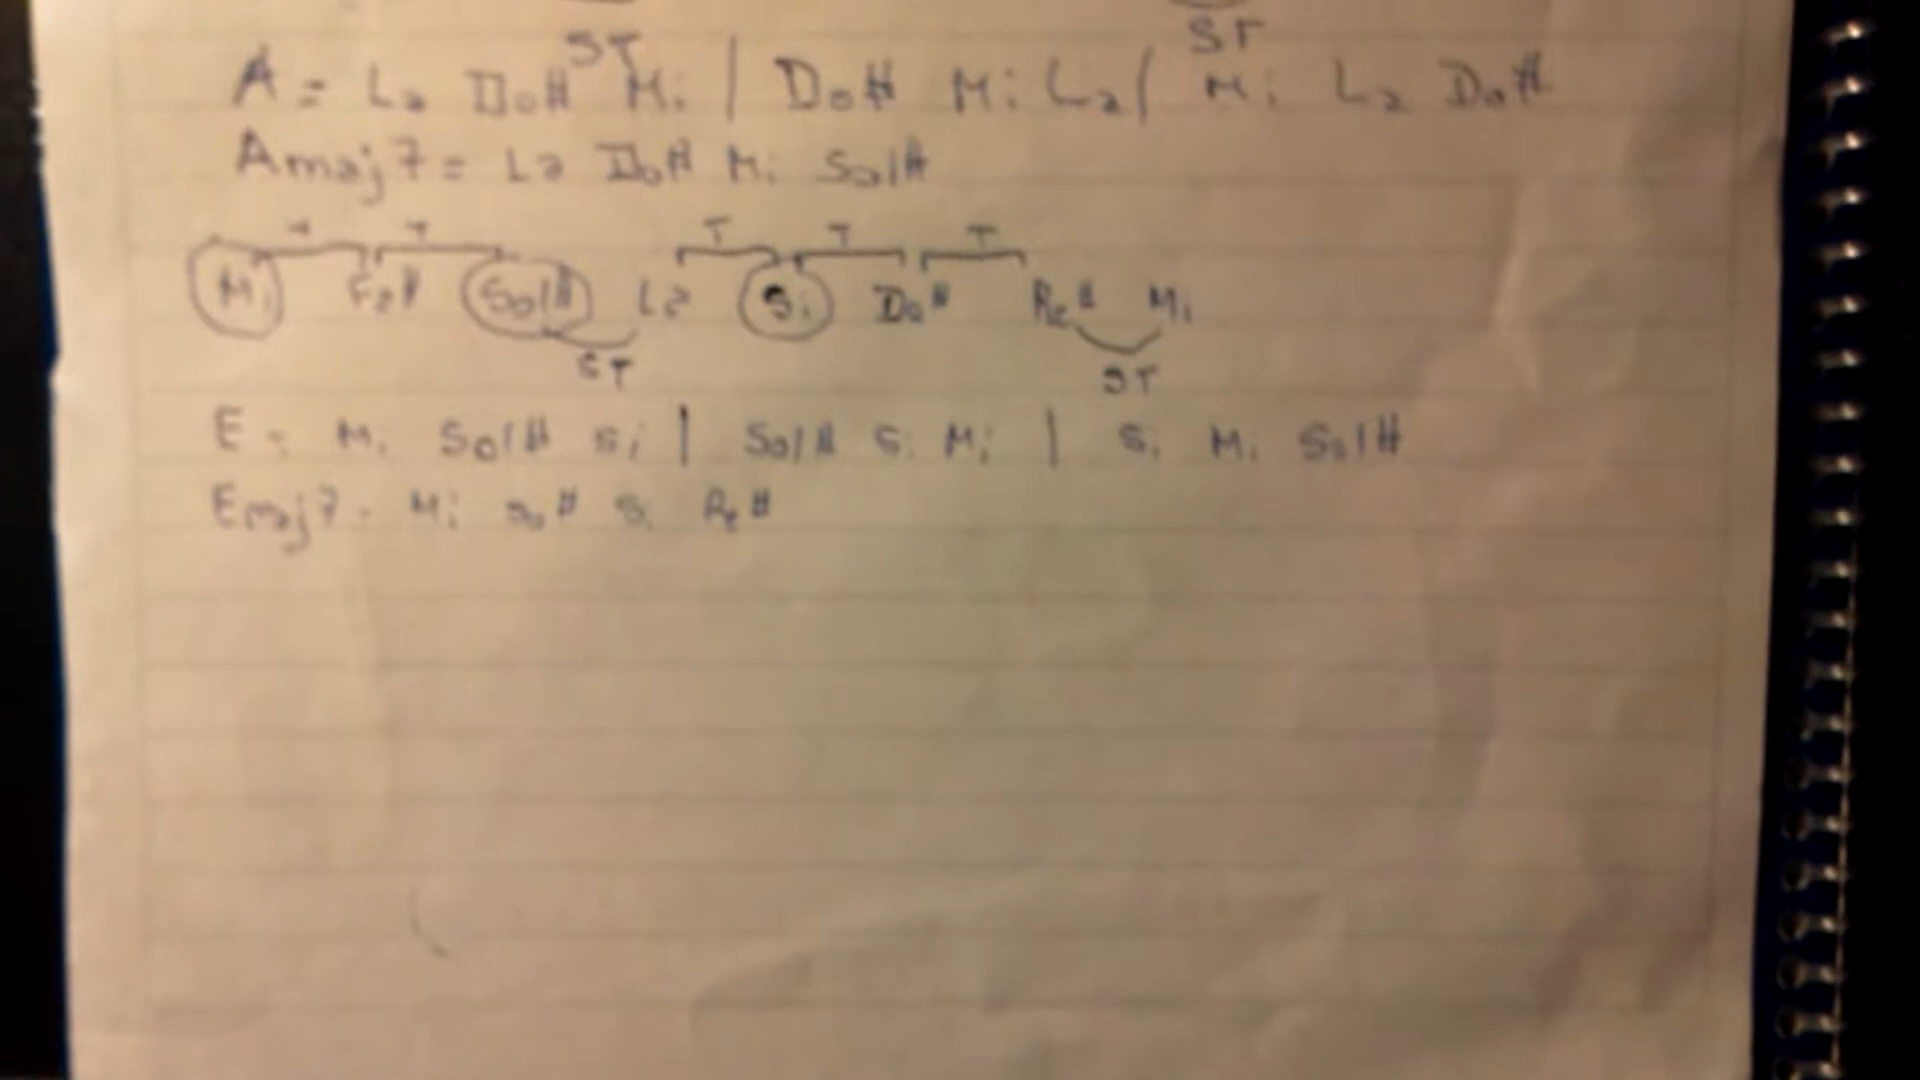 ST ST
A = La Do# Mi | Do# Mi La | Mi La Do#
Amaj7 = La Do# Mi Sol#
T T T T T
Mi Fa# Sol# La Si Do# Re# Mi
ST ST
E = Mi Sol# Si | Sol# Si Mi | Si Mi Sol#
Emaj7 = Mi So# Si Re#